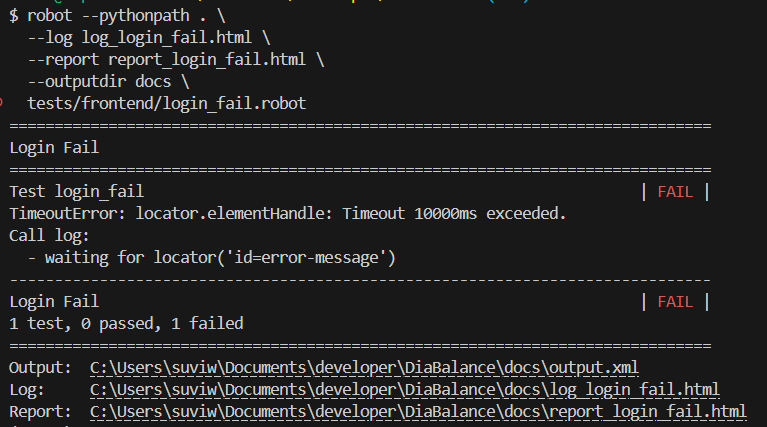 $ robot --pythonpath . \
  --log log_login_fail.html \
  --report report_login_fail.html \
  --outputdir docs \
  tests/frontend/login_fail.robot
==============================================================================
Login Fail
==============================================================================
Test login_fail                                                       | FAIL |
TimeoutError: locator.elementHandle: Timeout 10000ms exceeded.
Call log:
  - waiting for locator('id=error-message')
------------------------------------------------------------------------------
Login Fail                                                            | FAIL |
1 test, 0 passed, 1 failed
==============================================================================
Output:  C:\Users\suviw\Documents\developer\DiaBalance\docs\output.xml
Log:     C:\Users\suviw\Documents\developer\DiaBalance\docs\log_login_fail.html
Report:  C:\Users\suviw\Documents\developer\DiaBalance\docs\report_login_fail.html